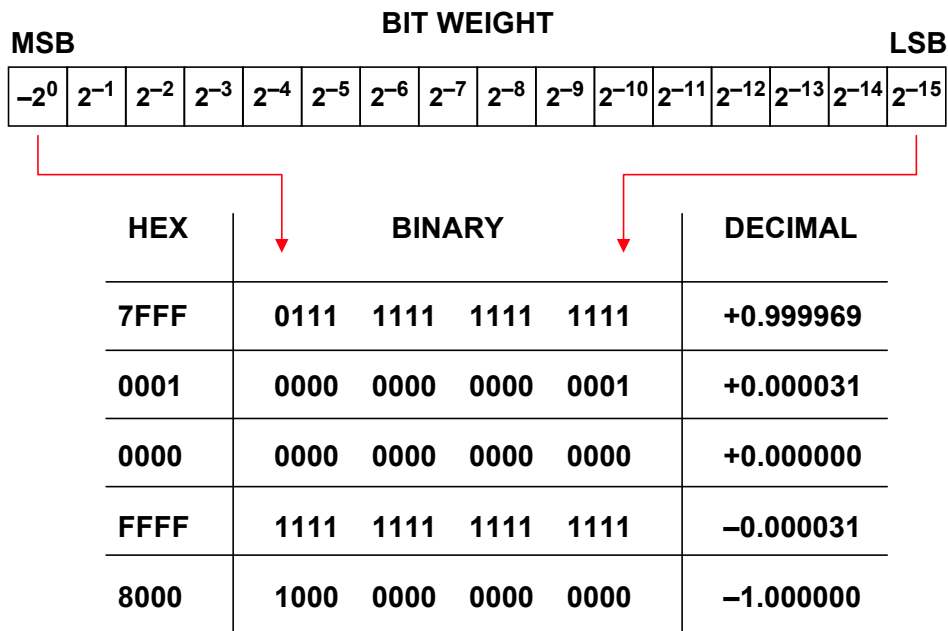 BIT WEIGHT
MSB LSB
–2⁰ 2⁻¹ 2⁻² 2⁻³ 2⁻⁴ 2⁻⁵ 2⁻⁶ 2⁻⁷ 2⁻⁸ 2⁻⁹ 2⁻¹⁰ 2⁻¹¹ 2⁻¹² 2⁻¹³ 2⁻¹⁴ 2⁻¹⁵
HEX BINARY DECIMAL
7FFF 0111 1111 1111 1111 +0.999969
0001 0000 0000 0000 0001 +0.000031
0000 0000 0000 0000 0000 +0.000000
FFFF 1111 1111 1111 1111 –0.000031
8000 1000 0000 0000 0000 –1.000000